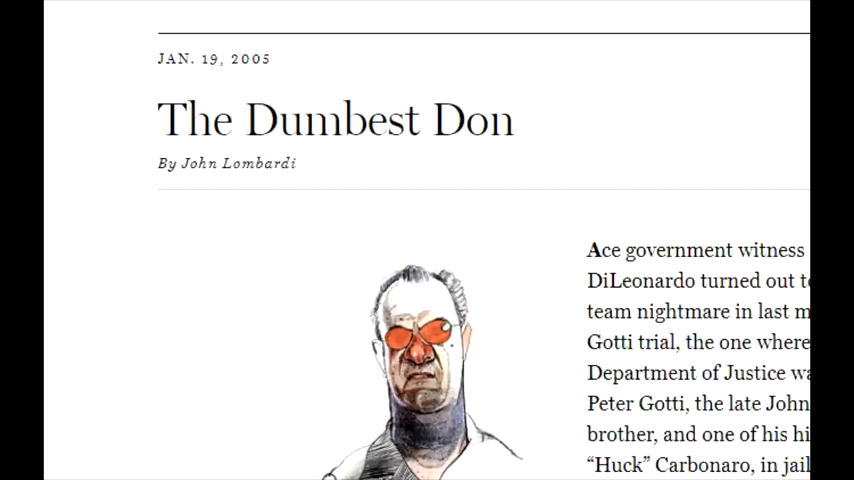 JAN. 19, 2005
The Dumbest Don
By John Lombardi
Ace government witness
DiLeonardo turned out t
team nightmare in last m
Gotti trial, the one where
Department of Justice wa
Peter Gotti, the late John
brother, and one of his hi
“Huck” Carbonaro, in jail